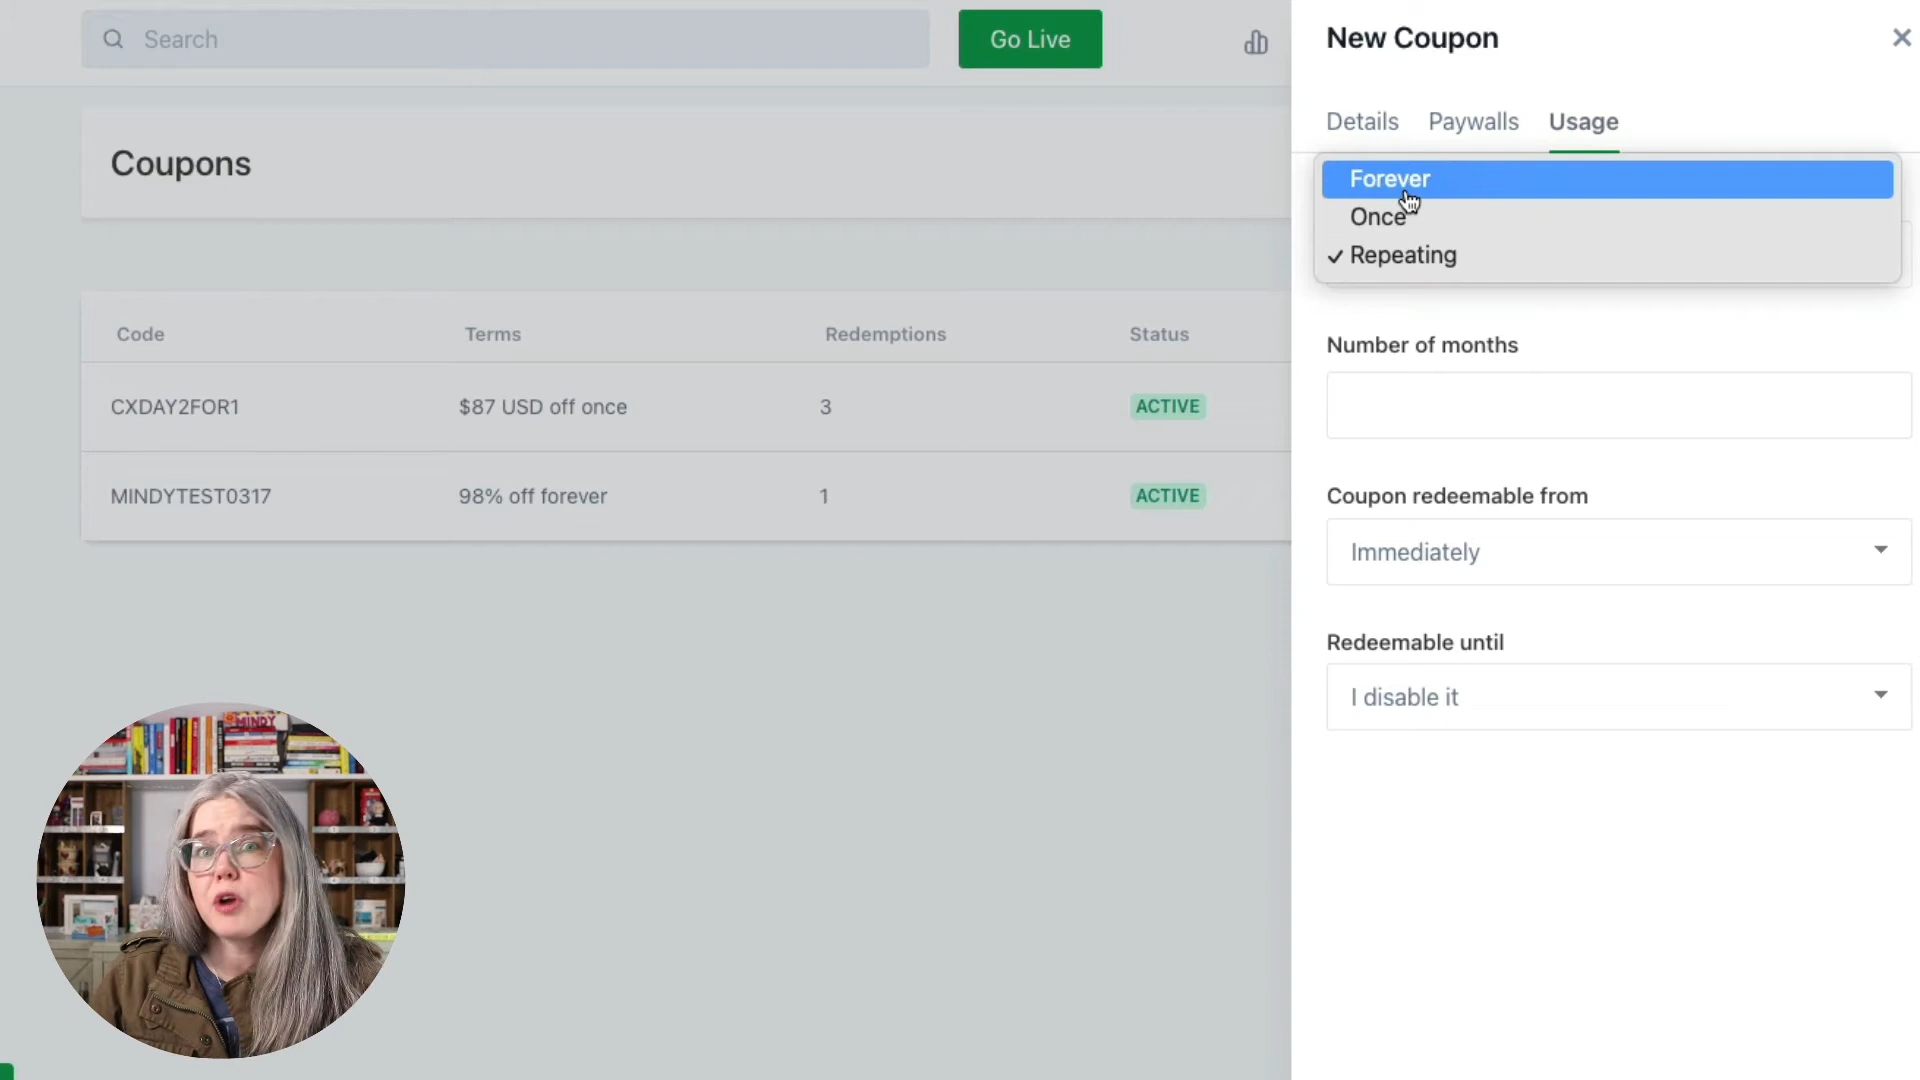 Search
Go Live
New Coupon
Details Paywalls Usage
Coupons
Forever
Once
Repeating
Code Terms Redemptions Status
CXDAY2FOR1 $87 USD off once 3 ACTIVE
MINDYTEST0317 98% off forever 1 ACTIVE
Number of months
Coupon redeemable from
Immediately
Redeemable until
I disable it
MINDY